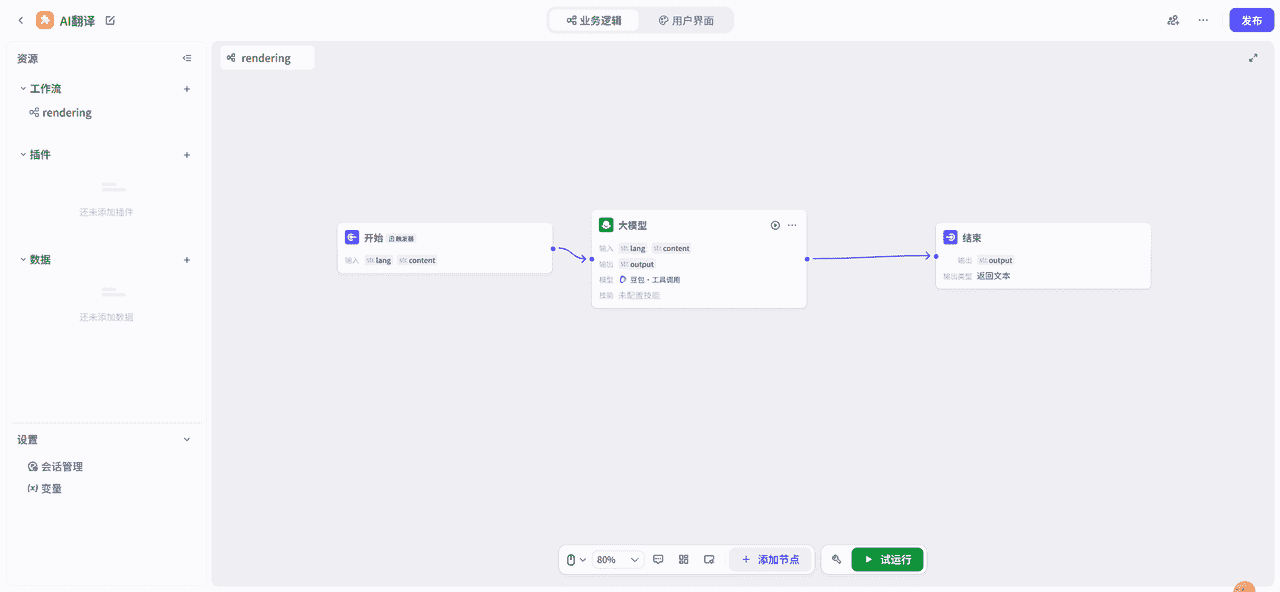 AI翻译
业务逻辑
用户界面
发布
资源
工作流
rendering
插件
还未添加插件
数据
还未添加数据
设置
会话管理
变量
rendering
开始 触发器
输入 str. lang str. content
大模型
输入 str. lang str. content
输出 str. output
模型 豆包·工具调用
技能 未配置技能
结束
输出 str. output
输出类型 返回文本
80%
添加节点
试运行